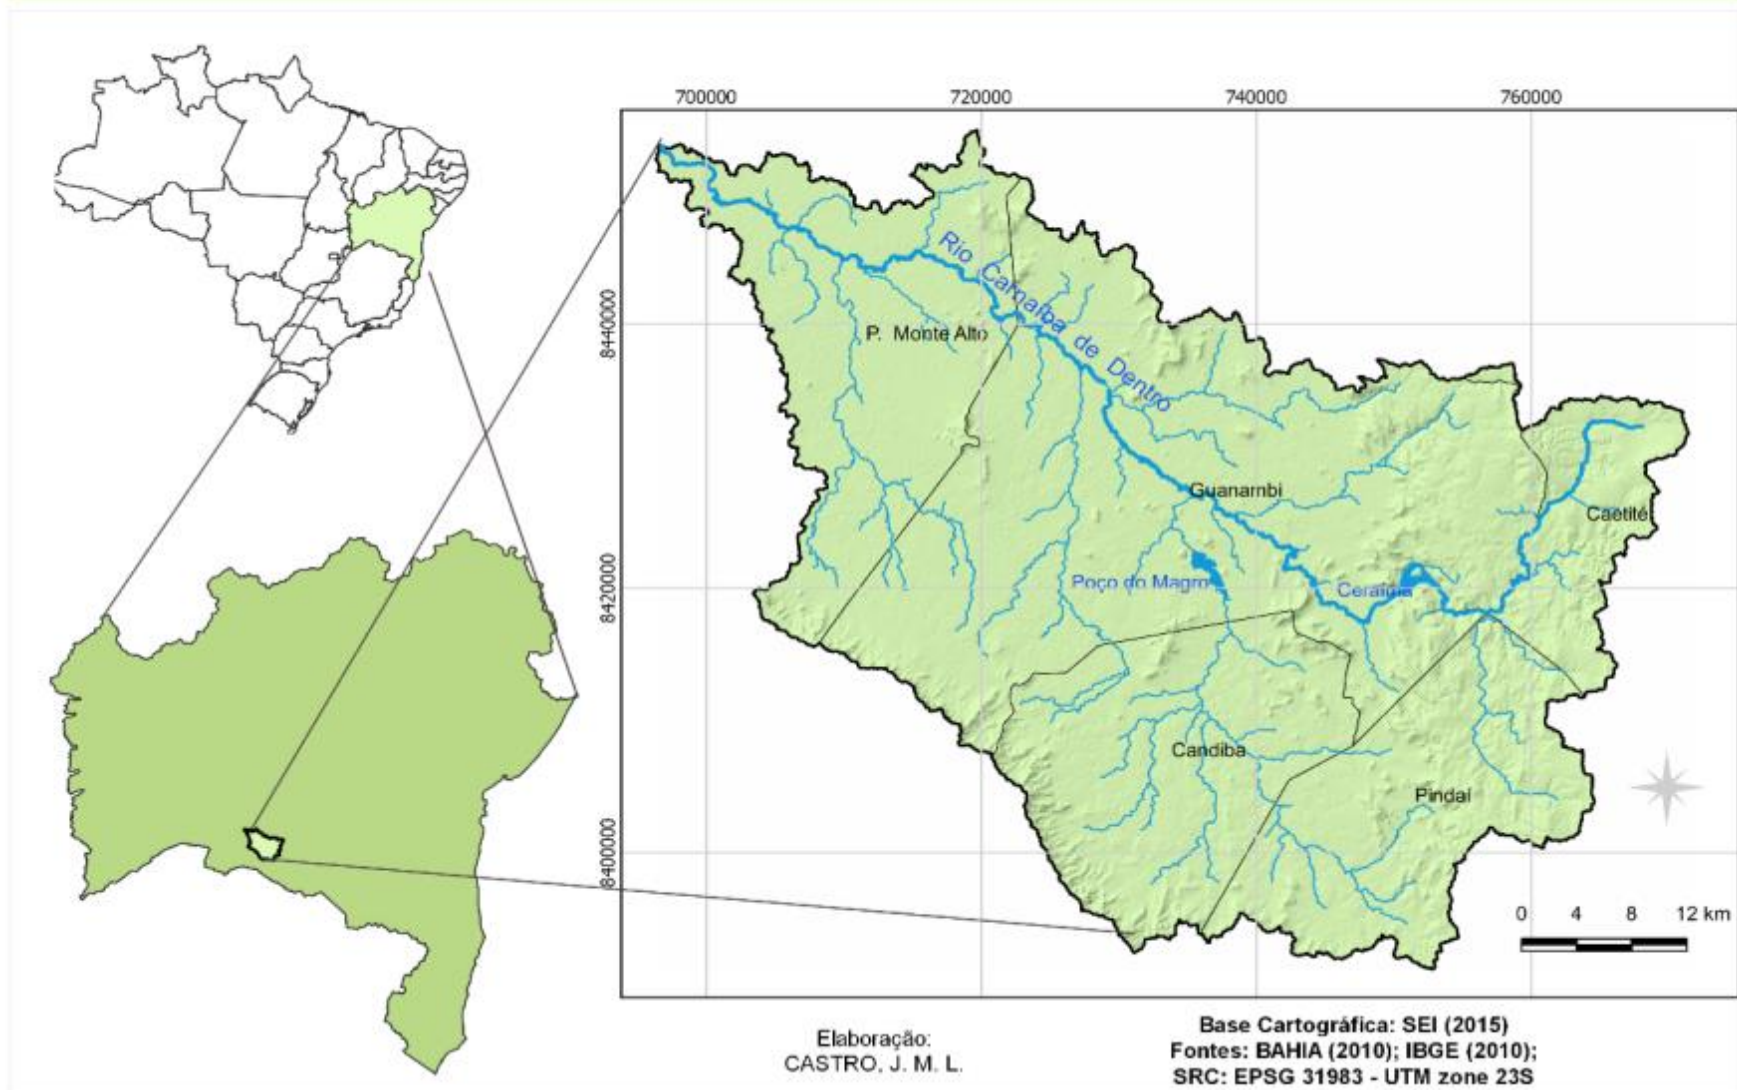 700000
720000
740000
760000
8440000
8420000
8400000
Rio Carnaíba de Dentro
P. Monte Alto
Guanambi
Caetité
Poço do Magro
Ceraíma
Candiba
Pindaí
0 4 8 12 km
Elaboração:
CASTRO, J. M. L.
Base Cartográfica: SEI (2015)
Fontes: BAHIA (2010); IBGE (2010);
SRC: EPSG 31983 - UTM zone 23S